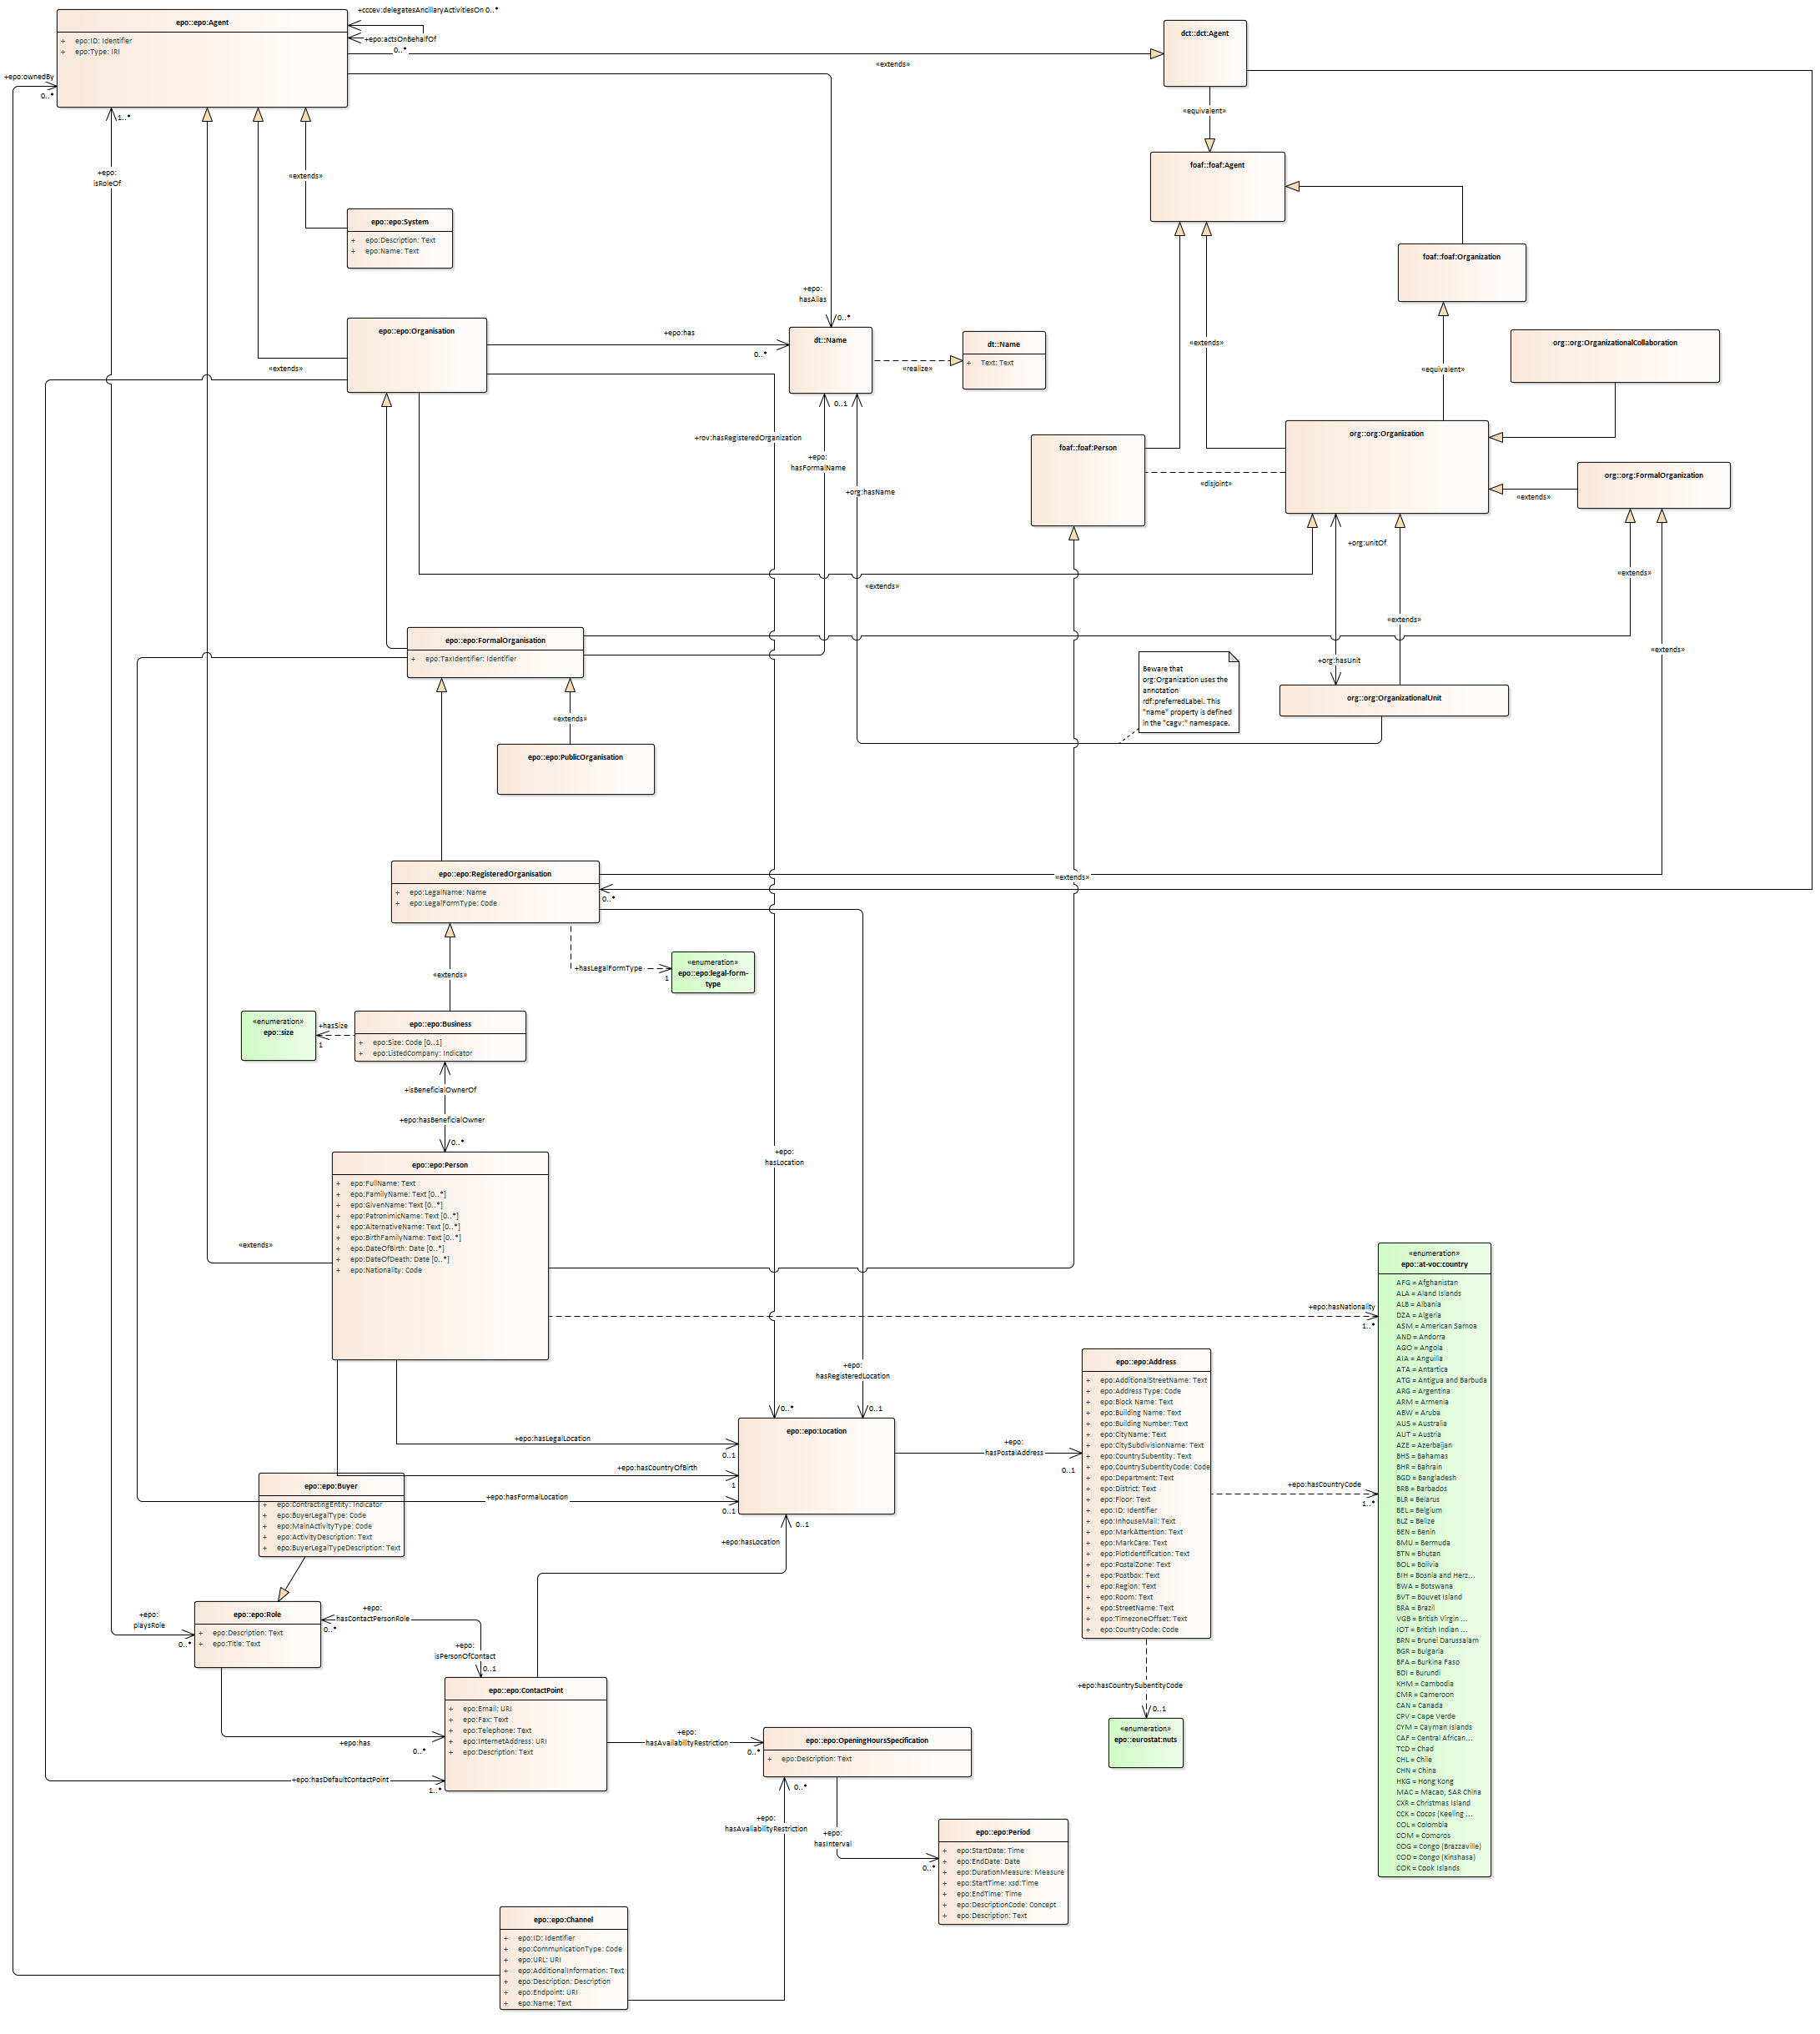 +cccev:delegatesAncillaryActivitiesOn 0..*
epo::epo:Agent
+ epo:ID: Identifier
+ epo:Type: IRI
+epo:actsOnBehalfOf
0..*
+epo:ownedBy
0..*
«extends»
dct::dct:Agent
«equivalent»
1..*
+epo:
isRoleOf
«extends»
foaf::foaf:Agent
epo::epo:System
+ epo:Description: Text
+ epo:Name: Text
foaf::foaf:Organization
+epo:
hasAlias
0..*
epo::epo:Organisation
+epo:has
0..*
dt::Name
«realize»
dt::Name
+ Text: Text
«extends»
org::org:OrganizationalCollaboration
«extends»
«equivalent»
0..1
+rov:hasRegisteredOrganization
+epo:
hasFormalName
+org:hasName
foaf::foaf:Person
«disjoint»
org::org:Organization
org::org:FormalOrganization
«extends»
+org:unitOf
«extends»
«extends»
«extends»
epo::epo:FormalOrganisation
+ epo:TaxIdentifier: Identifier
«extends»
+org:hasUnit
Beware that
org:Organization uses the
annotation
rdf:preferredLabel. This
"name" property is defined
in the "cagv:" namespace.
org::org:OrganizationalUnit
«extends»
epo::epo:PublicOrganisation
epo::epo:RegisteredOrganisation
+ epo:LegalName: Name
+ epo:LegalFormType: Code
«extends»
0..*
«extends»
+hasLegalFormType
1
«enumeration»
epo::epo:legal-form-
type
«enumeration»
epo::size
+hasSize
1
epo::epo:Business
+ epo:Size: Code [0..1]
+ epo:ListedCompany: Indicator
+isBeneficialOwnerOf
+epo:hasBeneficialOwner
0..*
+epo:
hasLocation
epo::epo:Person
+ epo:FullName: Text
+ epo:FamilyName: Text [0..*]
+ epo:GivenName: Text [0..*]
+ epo:PatronimicName: Text [0..*]
+ epo:AlternativeName: Text [0..*]
+ epo:BirthFamilyName: Text [0..*]
+ epo:DateOfBirth: Date [0..*]
+ epo:DateOfDeath: Date [0..*]
+ epo:Nationality: Code
«extends»
+epo:hasNationality
1..*
«enumeration»
epo::at-voc:country
AFG = Afghanistan
ALA = Aland Islands
ALB = Albania
DZA = Algeria
ASM = American Samoa
AND = Andorra
AGO = Angola
AIA = Anguilla
ATA = Antartica
ATG = Antigua and Barbuda
ARG = Argentina
ARM = Armenia
ABW = Aruba
AUS = Australia
AUT = Austria
AZE = Azerbaijan
BHS = Bahamas
BHR = Bahrain
BGD = Bangladesh
BRB = Barbados
BLR = Belarus
BEL = Belgium
BLZ = Belize
BEN = Benin
BMU = Bermuda
BTN = Bhutan
BOL = Bolivia
BIH = Bosnia and Herz...
BWA = Botswana
BVT = Bouvet Island
BRA = Brazil
VGB = British Virgin ...
IOT = British Indian ...
BRN = Brunei Darussalam
BGR = Bulgaria
BFA = Burkina Faso
BDI = Burundi
KHM = Cambodia
CMR = Cameroon
CAN = Canada
CPV = Cape Verde
CYM = Cayman Islands
CAF = Central African...
TCD = Chad
CHL = Chile
CHN = China
HKG = Hong Kong
MAC = Macao, SAR China
CXR = Christmas Island
CCK = Cocos (Keeling ...
COL = Colombia
COM = Comoros
COG = Congo (Brazzaville)
COD = Congo (Kinshasa)
COK = Cook Islands
+epo:
hasRegisteredLocation
0..*
0..1
epo::epo:Location
+epo:hasLegalLocation
0..1
+epo:hasCountryOfBirth
1
+epo:hasFormalLocation
0..1
+epo:
hasPostalAddress
0..1
epo::epo:Address
+ epo:AdditionalStreetName: Text
+ epo:Address Type: Code
+ epo:Block Name: Text
+ epo:Building Name: Text
+ epo:Building Number: Text
+ epo:CityName: Text
+ epo:CitySubdivisionName: Text
+ epo:CountrySubentity: Text
+ epo:CountrySubentityCode: Code
+ epo:Department: Text
+ epo:District: Text
+ epo:Floor: Text
+ epo:ID: Identifier
+ epo:InhouseMail: Text
+ epo:MarkAttention: Text
+ epo:MarkCare: Text
+ epo:PlotIdentification: Text
+ epo:PostalZone: Text
+ epo:Postbox: Text
+ epo:Region: Text
+ epo:Room: Text
+ epo:StreetName: Text
+ epo:TimezoneOffset: Text
+ epo:CountryCode: Code
+epo:hasCountryCode
1..*
epo::epo:Buyer
+ epo:ContractingEntity: Indicator
+ epo:BuyerLegalType: Code
+ epo:MainActivityType: Code
+ epo:ActivityDescription: Text
+ epo:BuyerLegalTypeDescription: Text
0..1
+epo:hasLocation
epo::epo:Role
+ epo:Description: Text
+ epo:Title: Text
+epo:
playsRole
0..*
+epo:
hasContactPersonRole
0..*
+epo:
isPersonOfContact
0..1
epo::epo:ContactPoint
+ epo:Email: URI
+ epo:Fax: Text
+ epo:Telephone: Text
+ epo:InternetAddress: URI
+ epo:Description: Text
+epo:has
0..*
+epo:hasDefaultContactPoint
1..*
+epo:
hasAvailabilityRestriction
0..*
epo::epo:OpeningHoursSpecification
+ epo:Description: Text
+epo:hasCountrySubentityCode
0..1
«enumeration»
epo::eurostat:nuts
0..*
+epo:
hasAvaliabilityRestriction
+epo:
hasInterval
0..*
epo::epo:Period
+ epo:StartDate: Time
+ epo:EndDate: Date
+ epo:DurationMeasure: Measure
+ epo:StartTime: xsd:Time
+ epo:EndTime: Time
+ epo:DescriptionCode: Concept
+ epo:Description: Text
epo::epo:Channel
+ epo:ID: Identifier
+ epo:CommunicationType: Code
+ epo:URL: URI
+ epo:AdditionalInformation: Text
+ epo:Description: Description
+ epo:Endpoint: URI
+ epo:Name: Text